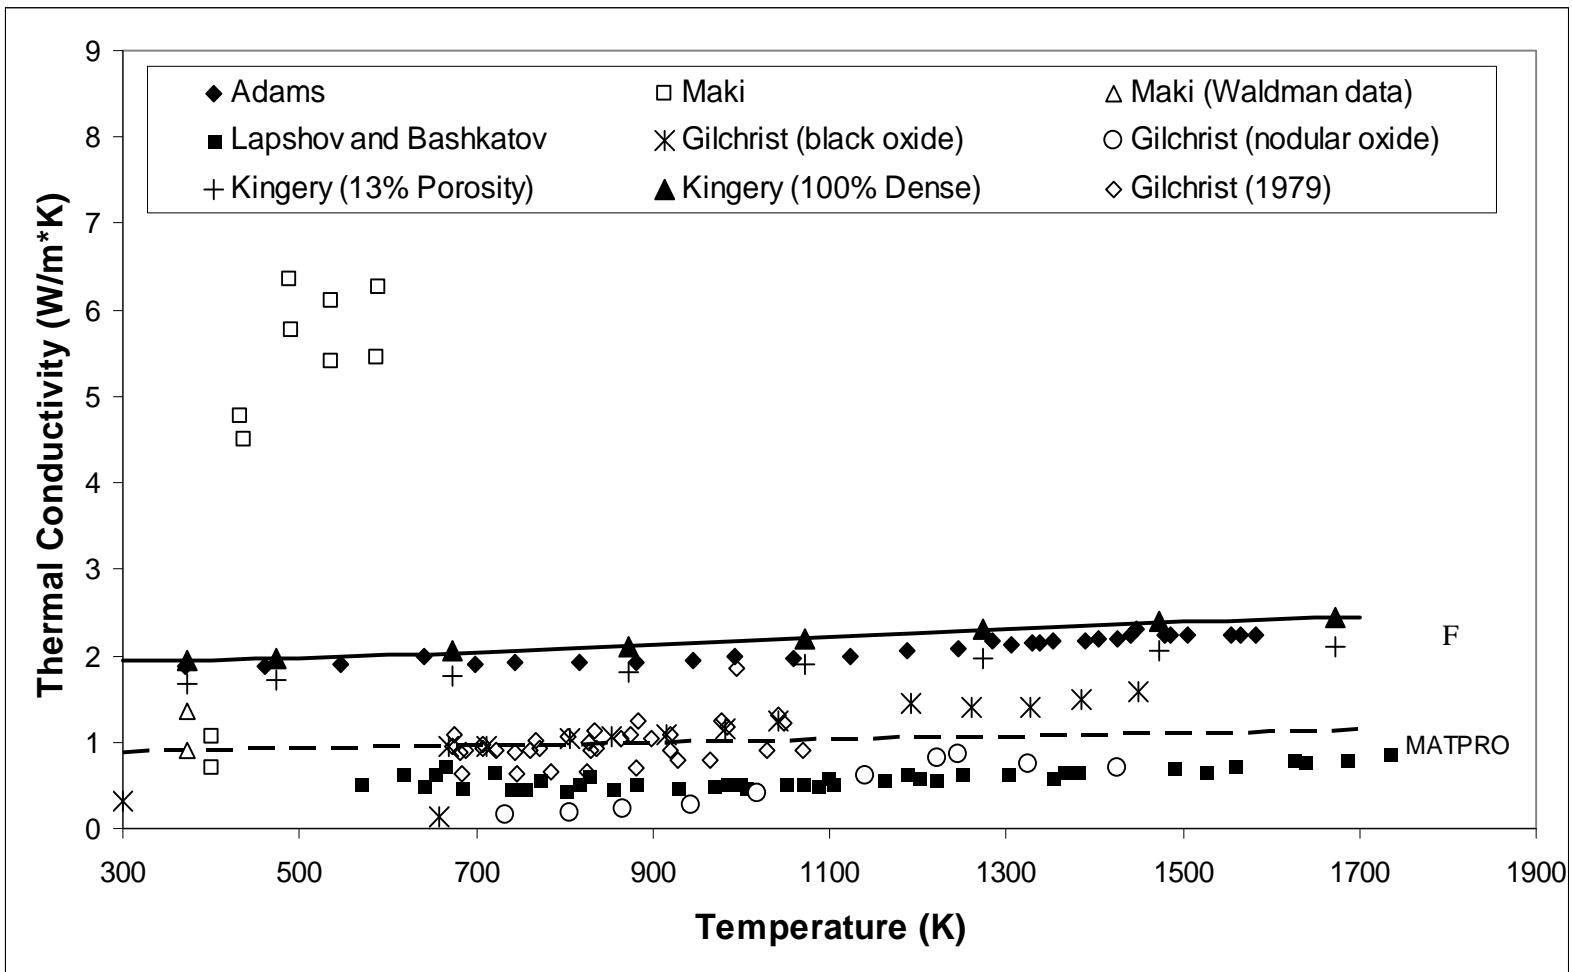 9
8
7
6
5
4
3
2
1
0
Thermal Conductivity (W/m*K)
Adams
Maki
Maki (Waldman data)
Lapshov and Bashkatov
Gilchrist (black oxide)
Gilchrist (nodular oxide)
Kingery (13% Porosity)
Kingery (100% Dense)
Gilchrist (1979)
F
MATPRO
300 500 700 900 1100 1300 1500 1700 1900
Temperature (K)